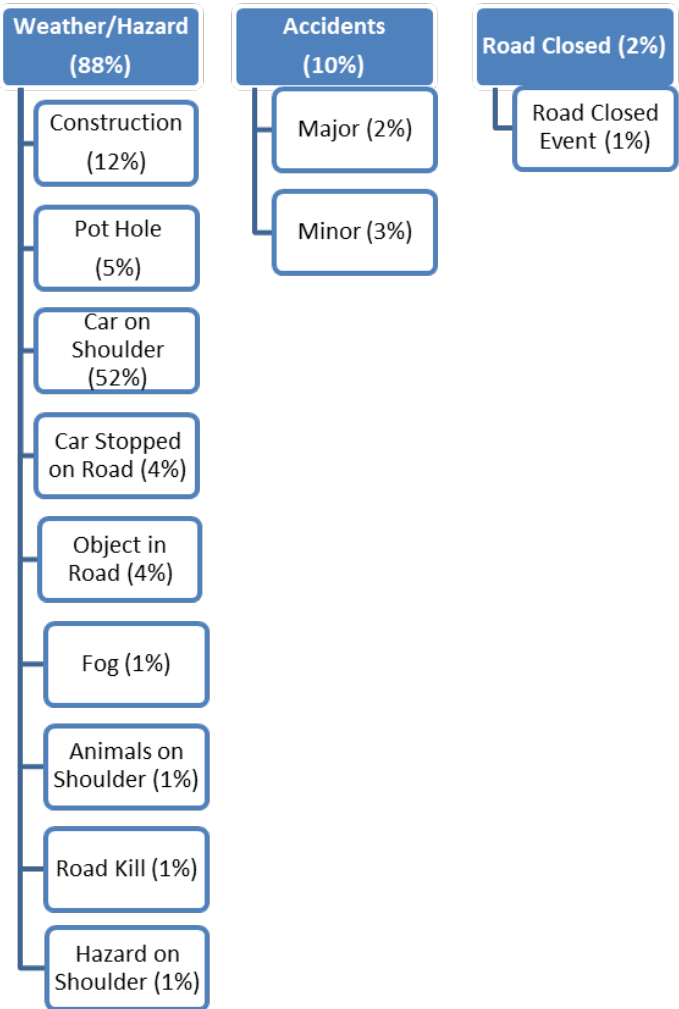 Weather/Hazard
(88%)
Construction
(12%)
Pot Hole
(5%)
Car on
Shoulder
(52%)
Car Stopped
on Road (4%)
Object in
Road (4%)
Fog (1%)
Animals on
Shoulder (1%)
Road Kill (1%)
Hazard on
Shoulder (1%)
Accidents
(10%)
Major (2%)
Minor (3%)
Road Closed (2%)
Road Closed
Event (1%)